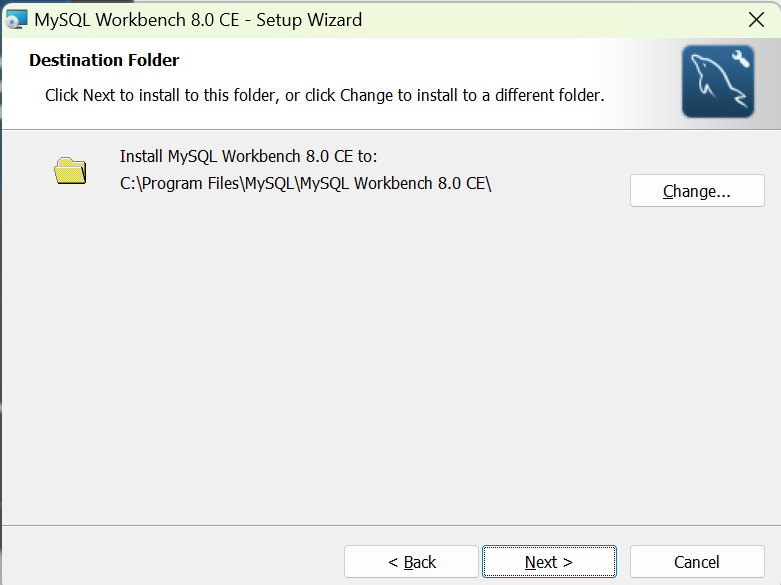 MySQL Workbench 8.0 CE - Setup Wizard
Destination Folder
Click Next to install to this folder, or click Change to install to a different folder.
Install MySQL Workbench 8.0 CE to:
C:\Program Files\MySQL\MySQL Workbench 8.0 CE\
Change...
< Back
Next >
Cancel